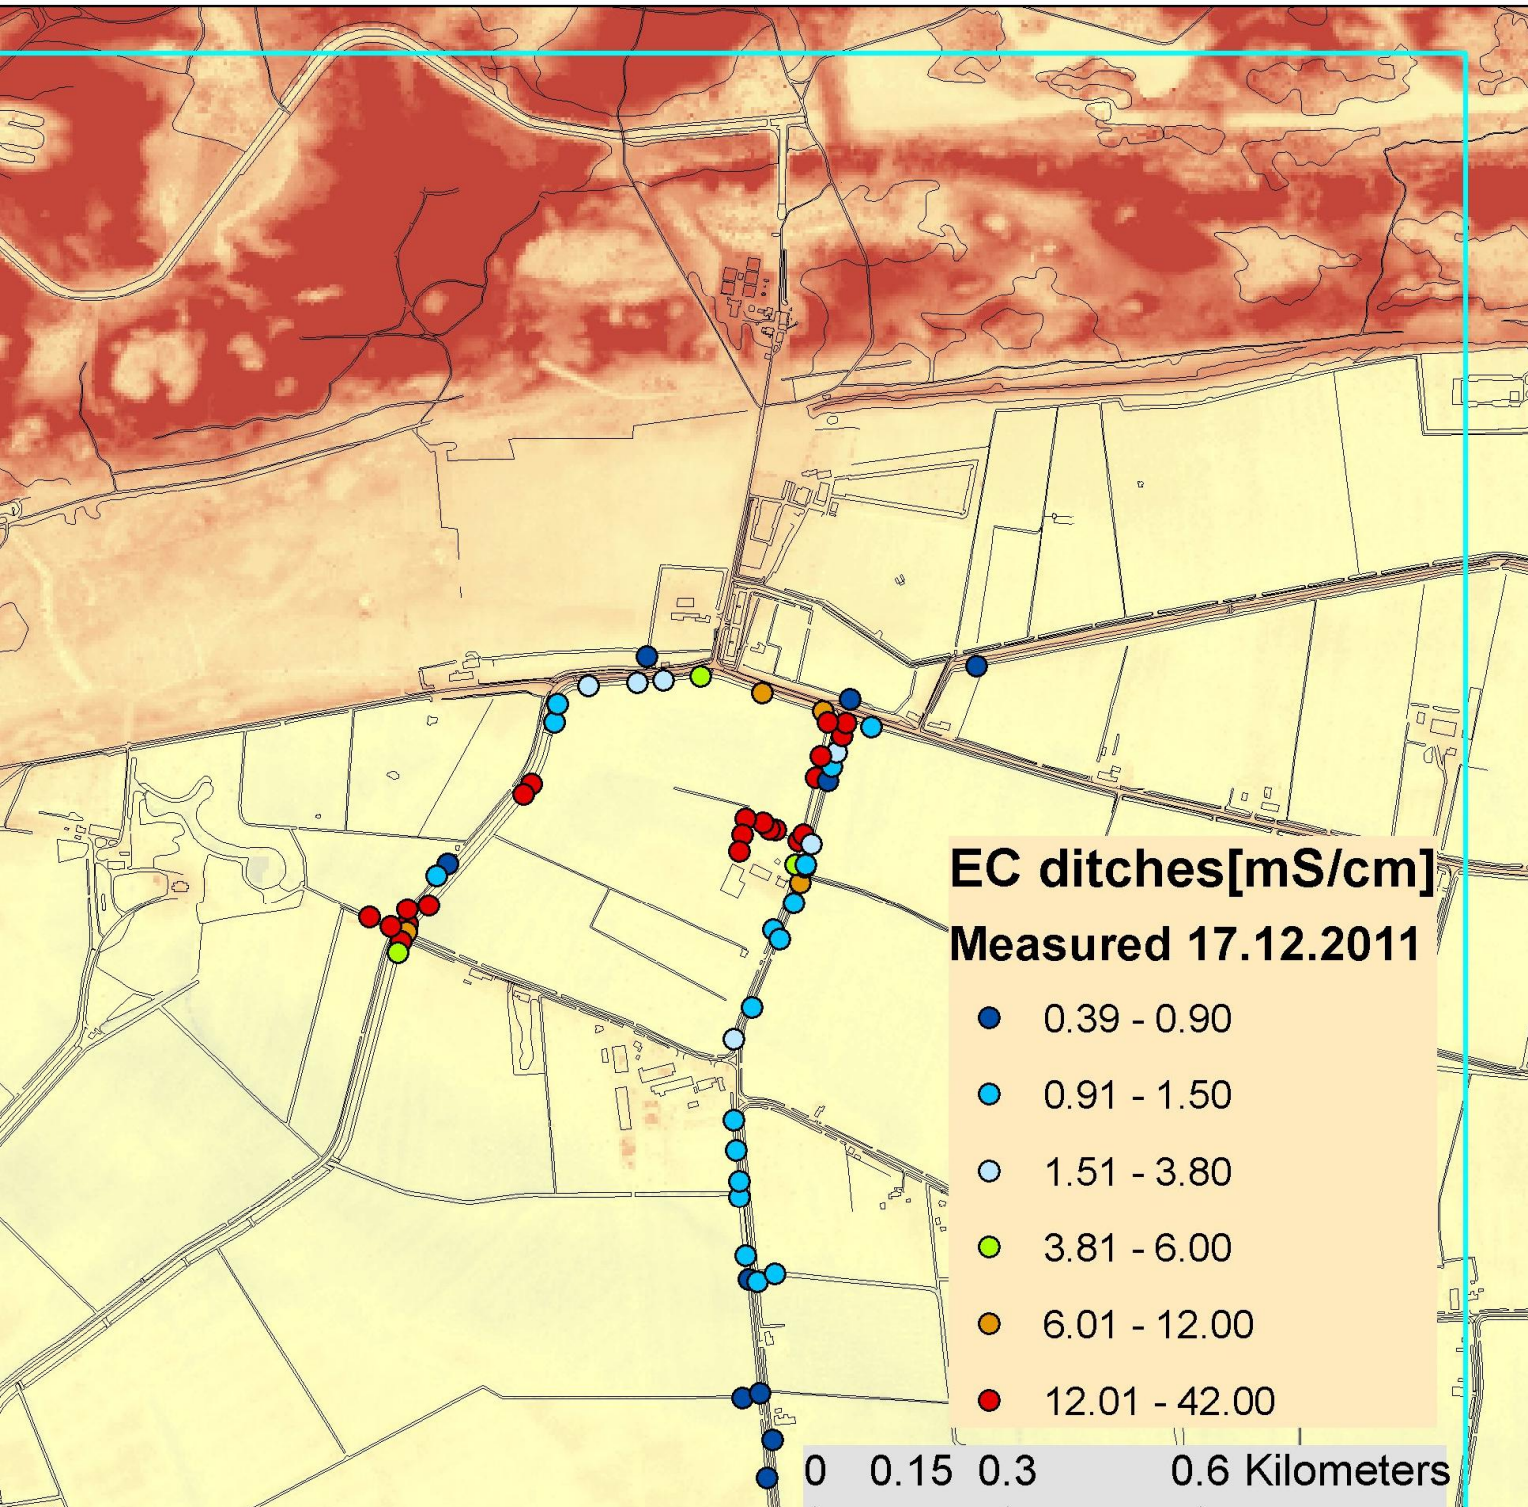 EC ditches[mS/cm]
Measured 17.12.2011
0.39 - 0.90
0.91 - 1.50
1.51 - 3.80
3.81 - 6.00
6.01 - 12.00
12.01 - 42.00
0 0.15 0.3 0.6 Kilometers